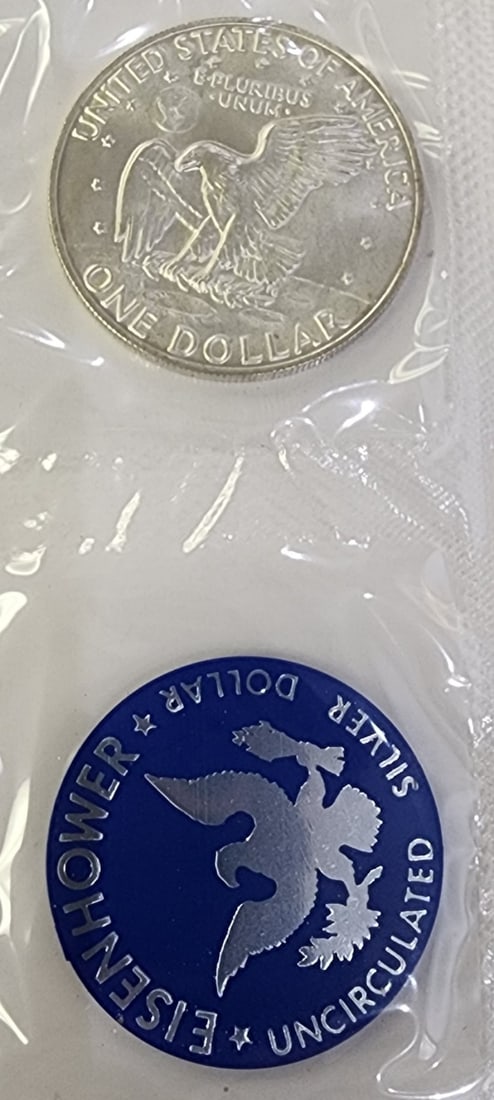 UNITED STATES OF AMERICA
E·PLURIBUS
·UNUM·
ONE DOLLAR
EISENHOWER ★ SILVER DOLLAR
UNCIRCULATED ★